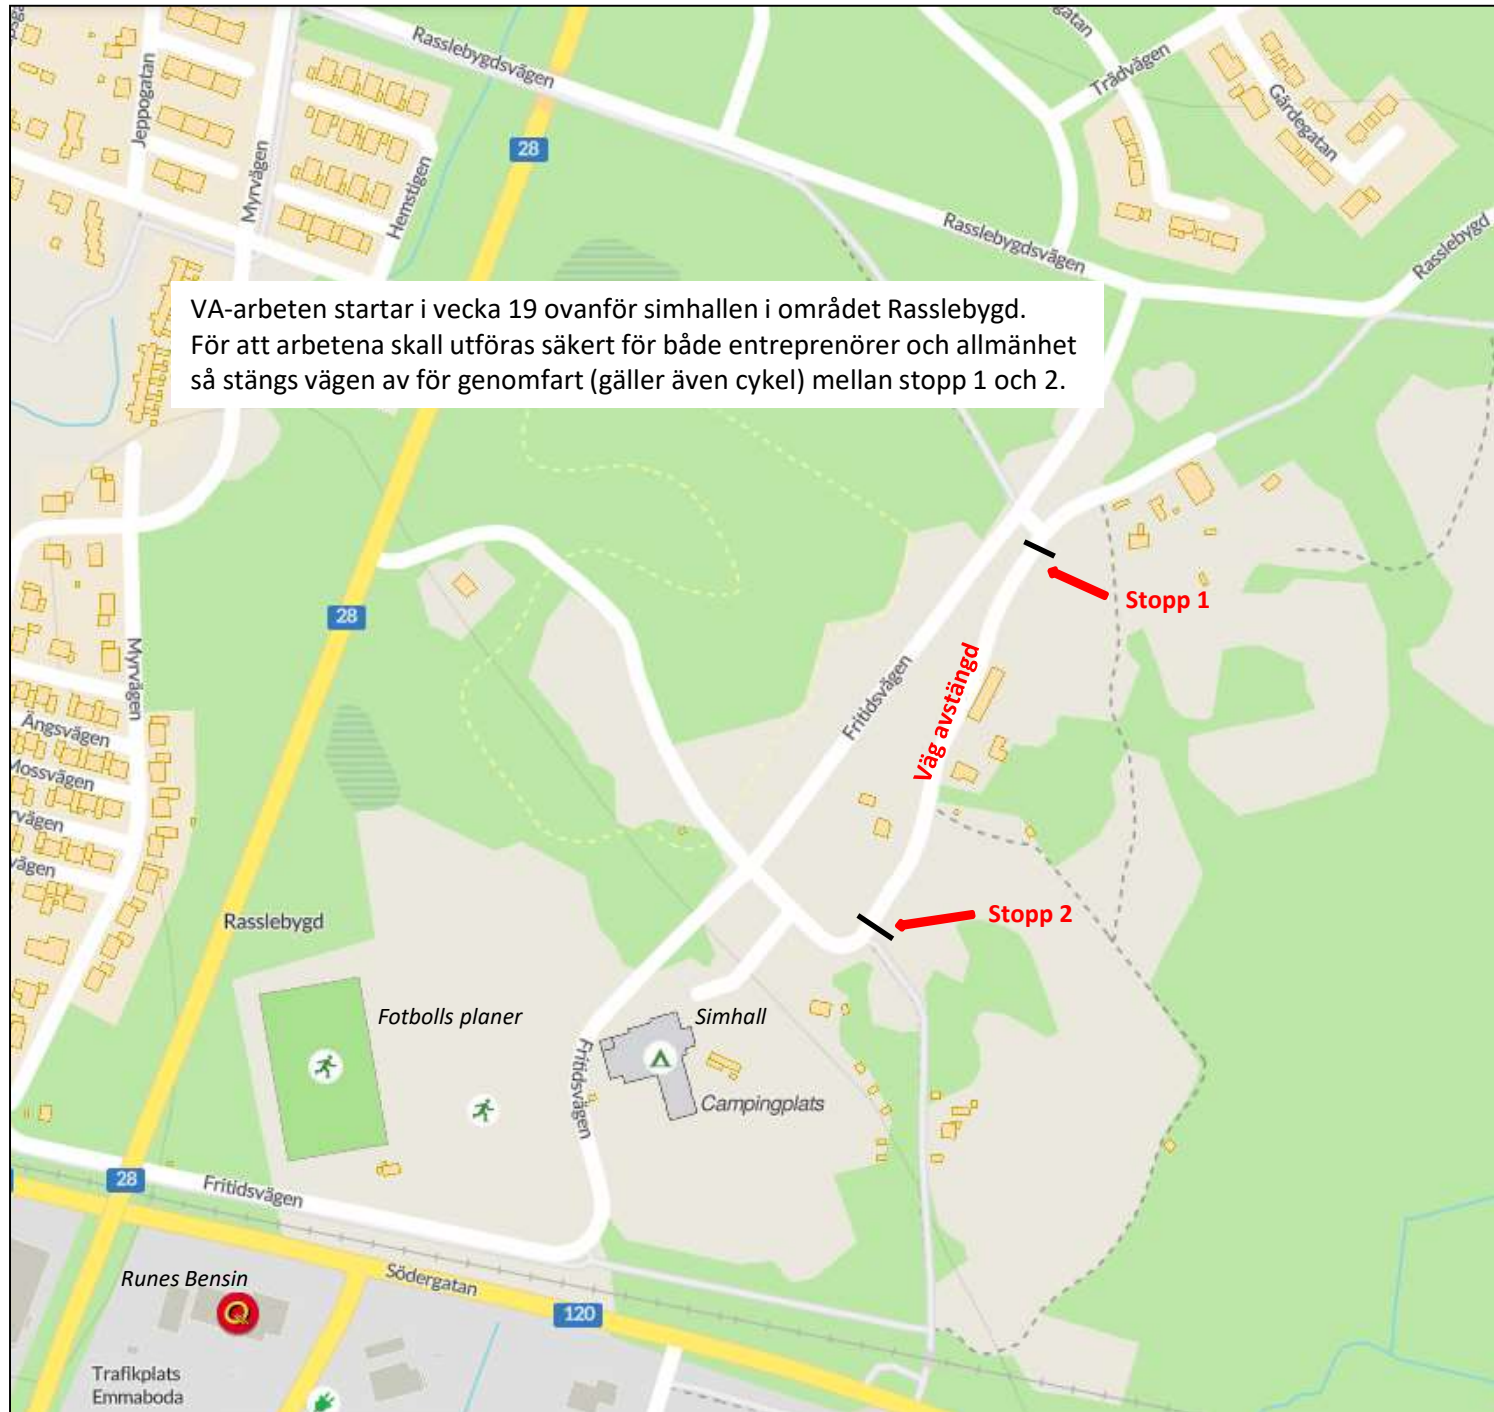 Jeppogatan
Myrvägen
Hemstigen
Rasslebygdsvägen
28
Trädvägen
Gärdegatan
Rasslebygdsvägen
Rasslebygd
VA-arbeten startar i vecka 19 ovanför simhallen i området Rasslebygd.
För att arbetena skall utföras säkert för både entreprenörer och allmänhet
så stängs vägen av för genomfart (gäller även cykel) mellan stopp 1 och 2.
Stopp 1
28
Myrvägen
Fritidsvägen
Väg avstängd
Ängsvägen
Mossvägen
Stopp 2
Rasslebygd
Fotbolls planer
Simhall
Fritidsvägen
Campingplats
28
Fritidsvägen
Södergatan
120
Runes Bensin
Q
Trafikplats
Emmaboda